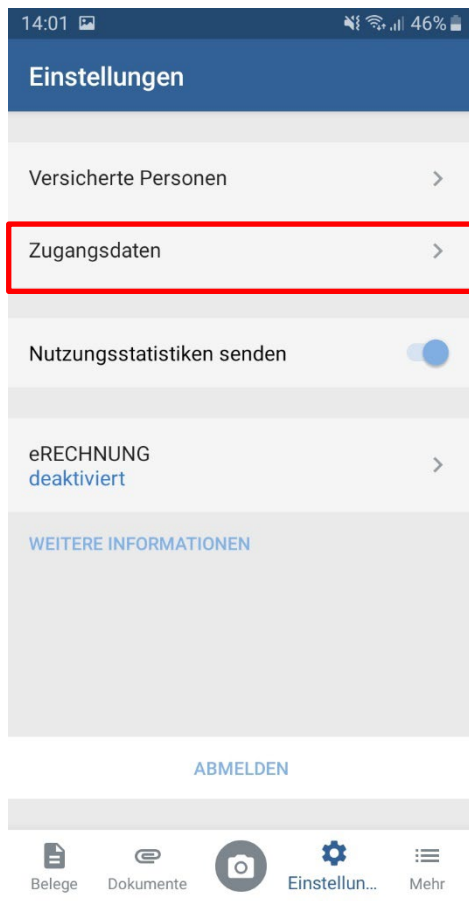 14:01 46%
Einstellungen
Versicherte Personen
Zugangsdaten
Nutzungsstatistiken senden
eRECHNUNG
deaktiviert
WEITERE INFORMATIONEN
ABMELDEN
Belege Dokumente Einstellun... Mehr